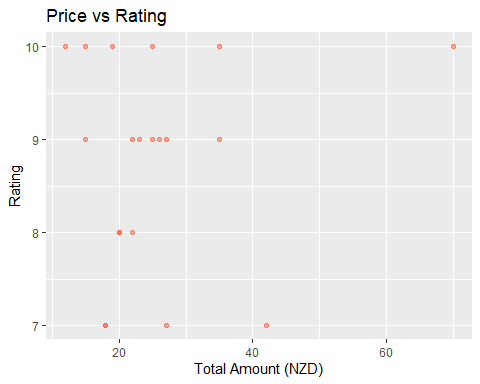 Price vs Rating
10
9
8
7
Rating
20 40 60
Total Amount (NZD)